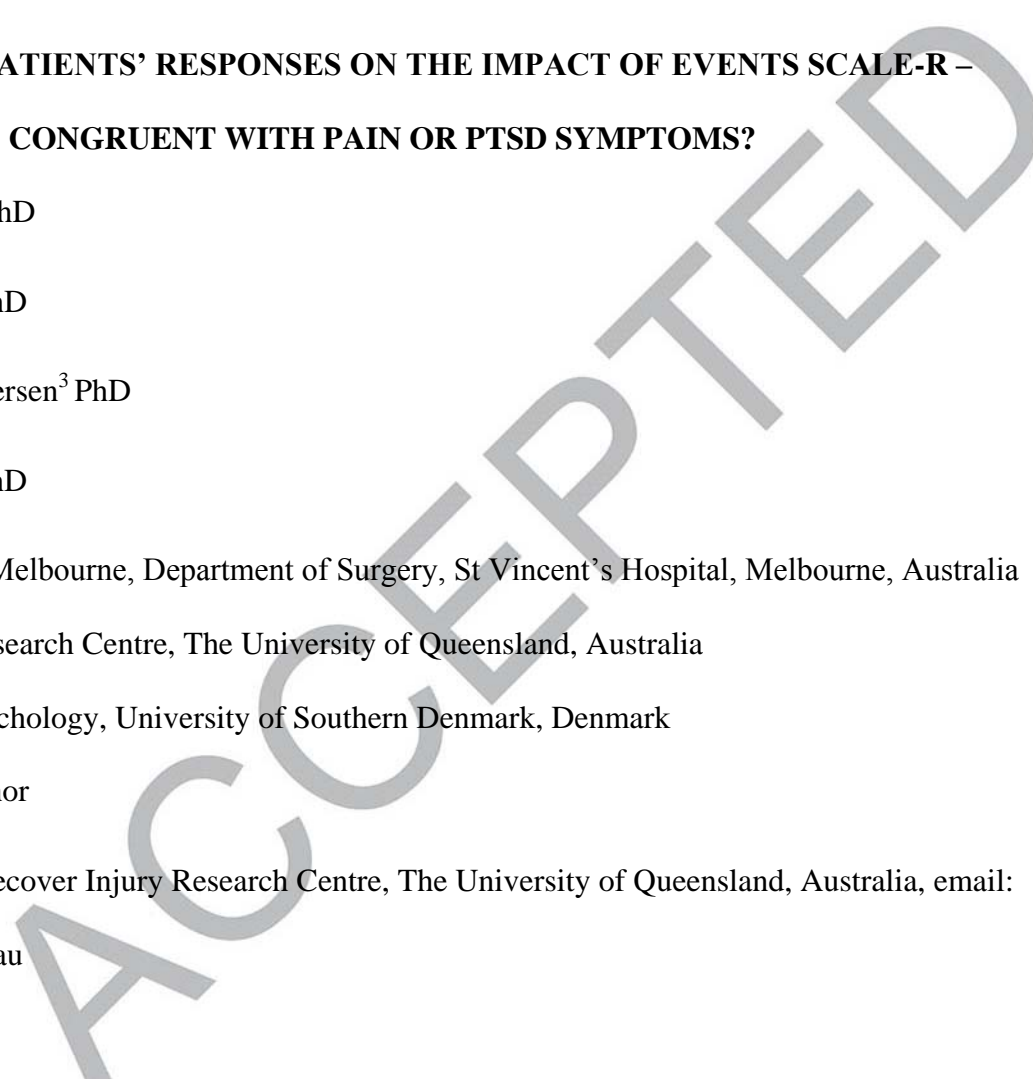 ATIENTS’ RESPONSES ON THE IMPACT OF EVENTS SCALE-R –
CONGRUENT WITH PAIN OR PTSD SYMPTOMS?
hD
hD
ersen³ PhD
hD
Melbourne, Department of Surgery, St Vincent’s Hospital, Melbourne, Australia
search Centre, The University of Queensland, Australia
chology, University of Southern Denmark, Denmark
hor
ecover Injury Research Centre, The University of Queensland, Australia, email:
au
ACCEPTED